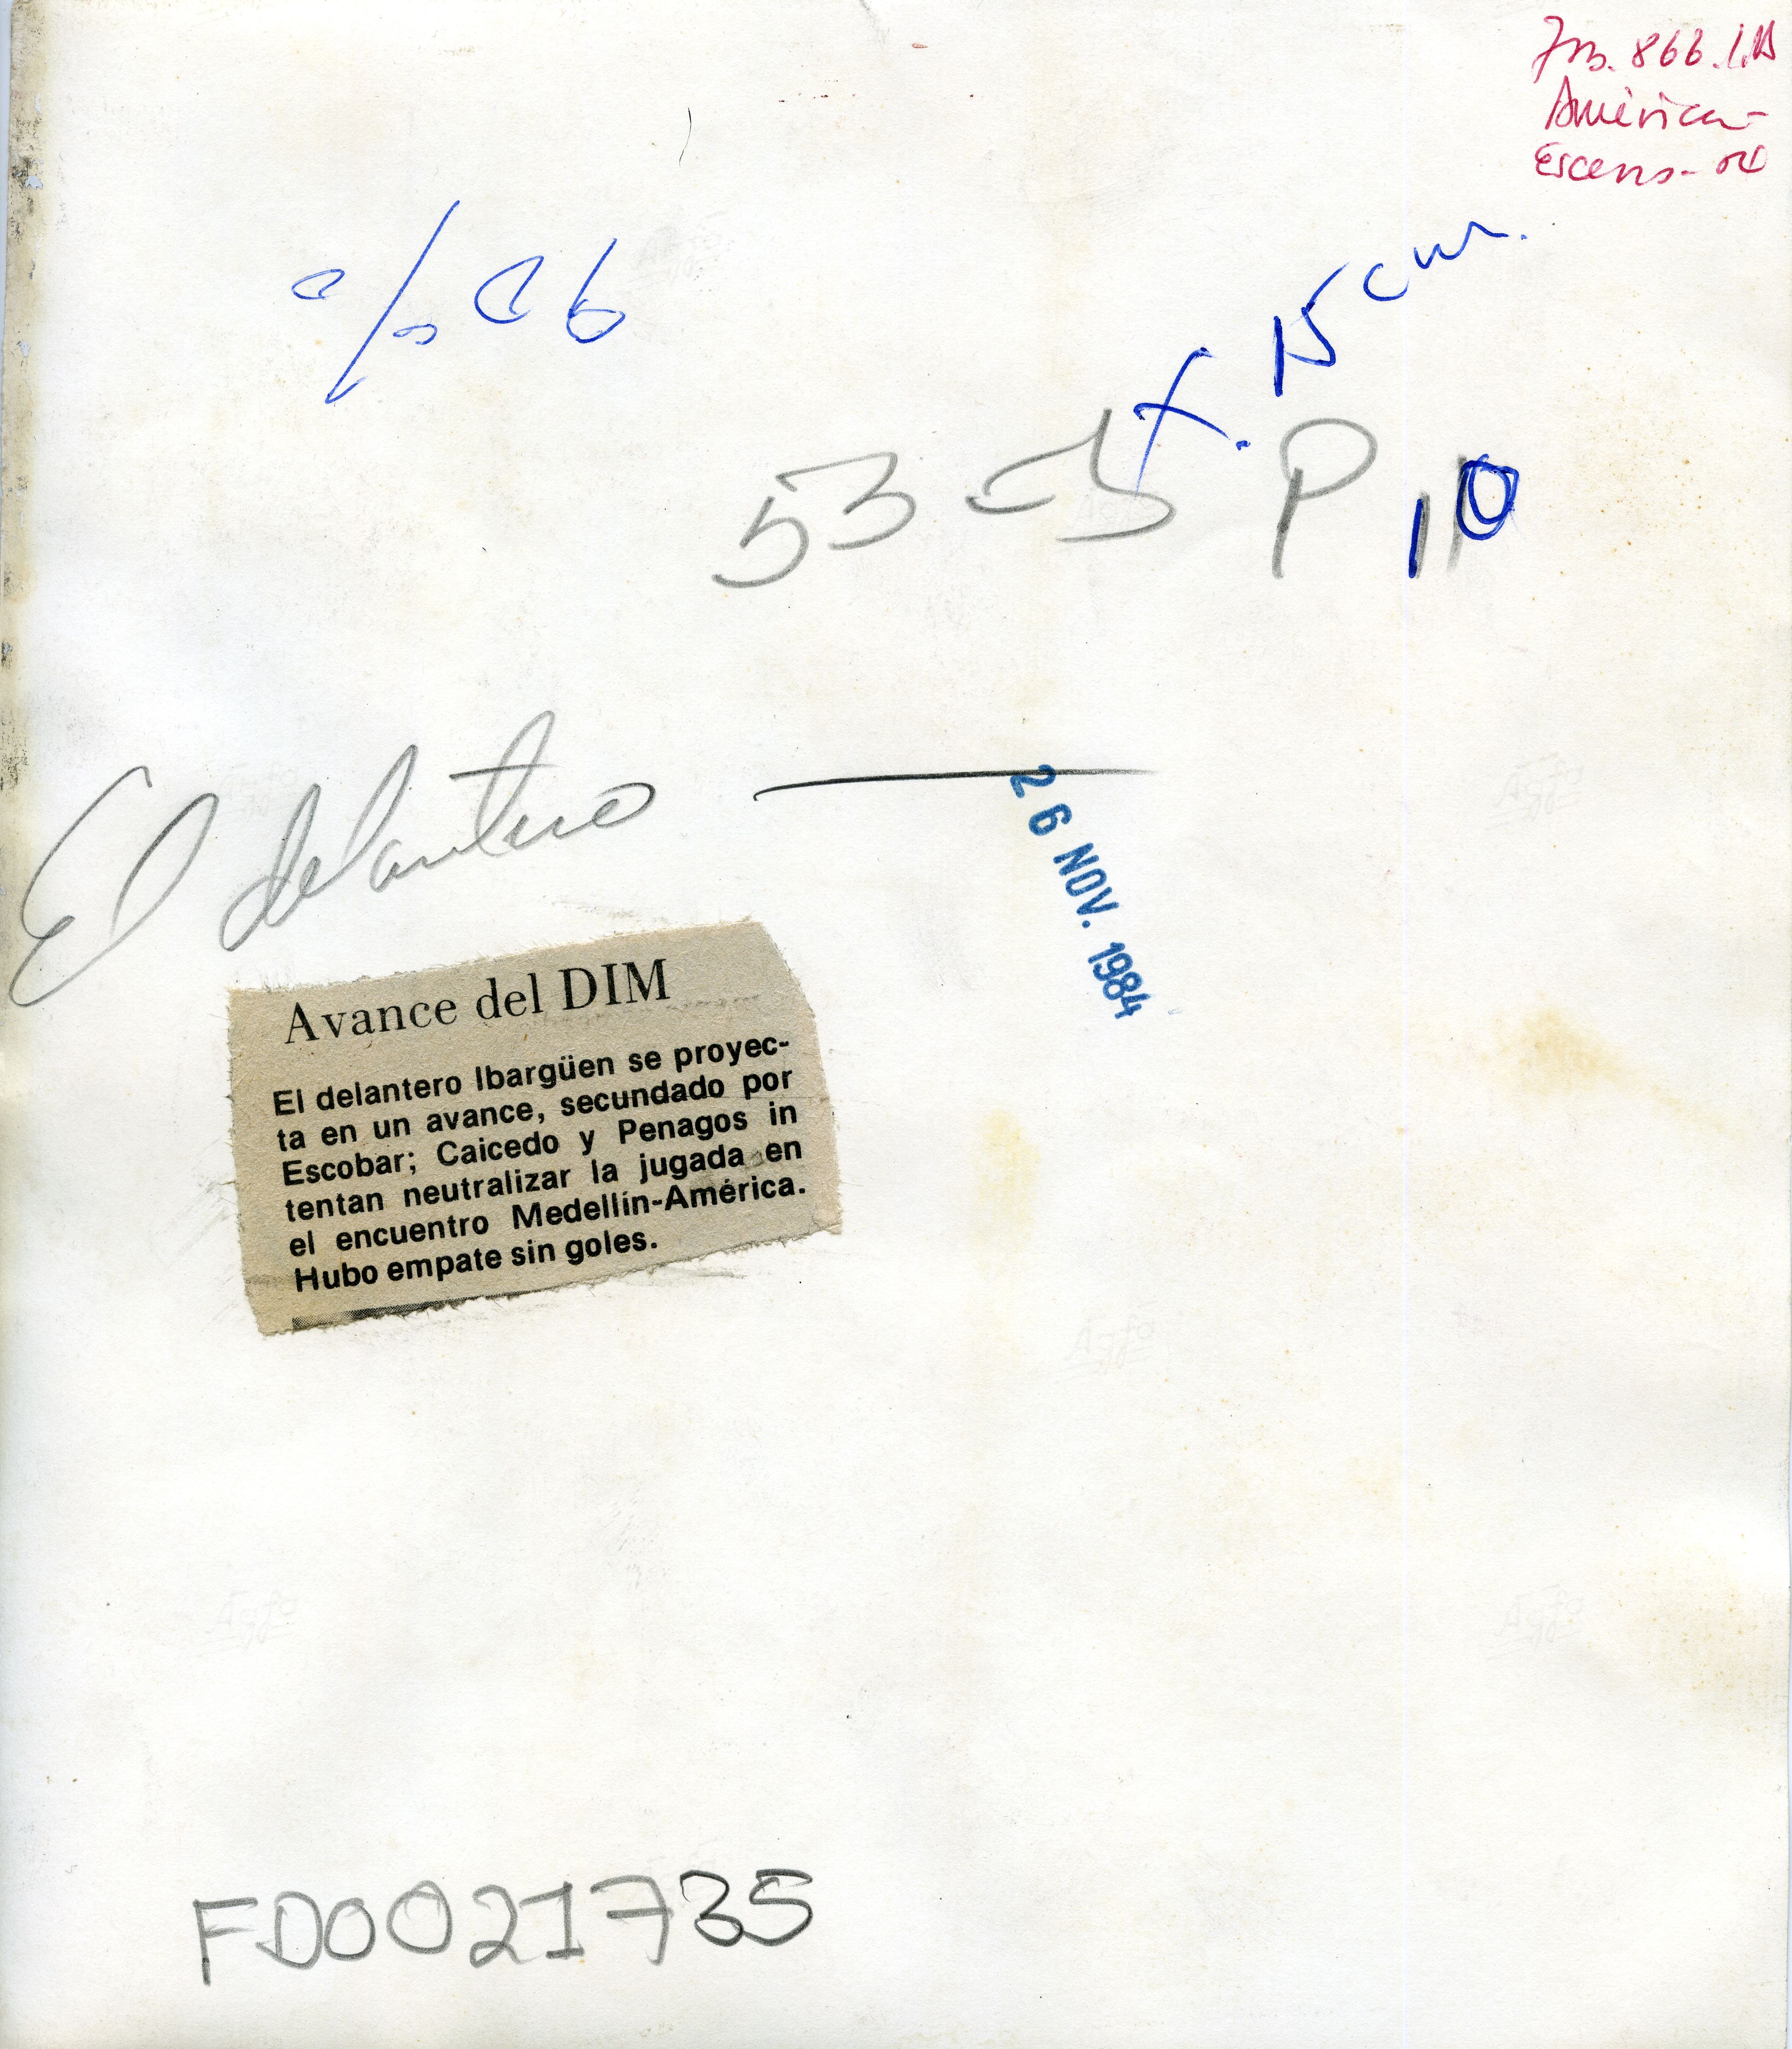 América
15 cm.
53
P 10
El delantero
26 NOV. 1984
Avance del DIM
El delantero Ibargüen se proyec-
ta en un avance, secundado por
Escobar; Caicedo y Penagos in
tentan neutralizar la jugada en
el encuentro Medellín-América.
Hubo empate sin goles.
FD0021735